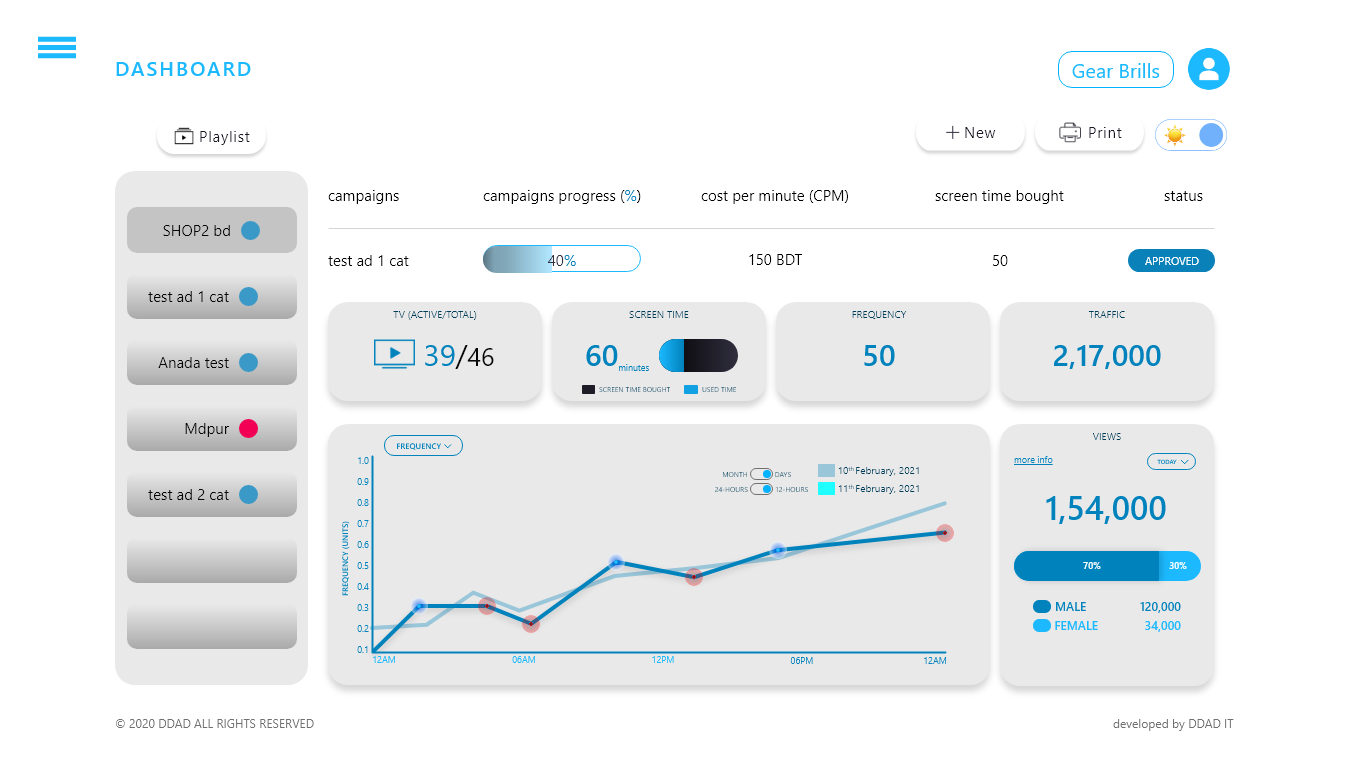 DASHBOARD
Gear Brills
Playlist
New
Print
campaigns campaigns progress (%) cost per minute (CPM) screen time bought status
SHOP2 bd
test ad 1 cat 40% 150 BDT 50 APPROVED
test ad 1 cat
Anada test
Mdpur
test ad 2 cat
TV (ACTIVE/TOTAL)
39/46
SCREEN TIME
60 minutes
SCREEN TIME BOUGHT USED TIME
FREQUENCY
50
TRAFFIC
2,17,000
FREQUENCY
MONTH DAYS
24-HOURS 12-HOURS
10th February, 2021
11th February, 2021
FREQUENCY (UNITS)
1.0
0.9
0.8
0.7
0.6
0.5
0.4
0.3
0.2
0.1
12AM 06AM 12PM 06PM 12AM
VIEWS
more info TODAY
1,54,000
70% 30%
MALE 120,000
FEMALE 34,000
© 2020 DDAD ALL RIGHTS RESERVED
developed by DDAD IT